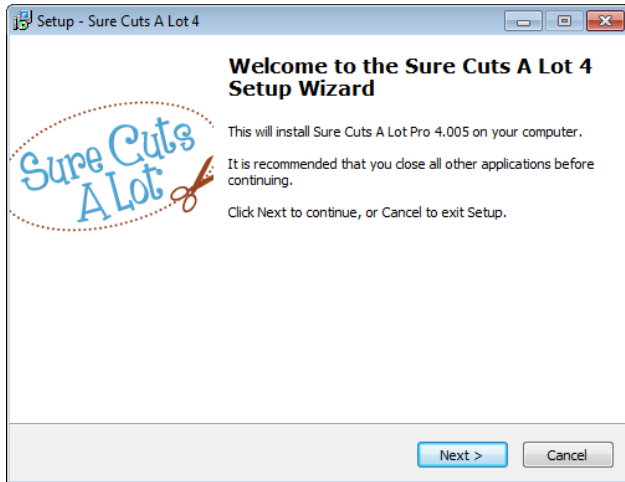 Setup - Sure Cuts A Lot 4
Welcome to the Sure Cuts A Lot 4
Setup Wizard
This will install Sure Cuts A Lot Pro 4.005 on your computer.
It is recommended that you close all other applications before
continuing.
Click Next to continue, or Cancel to exit Setup.
Sure Cuts
A Lot
Next >
Cancel